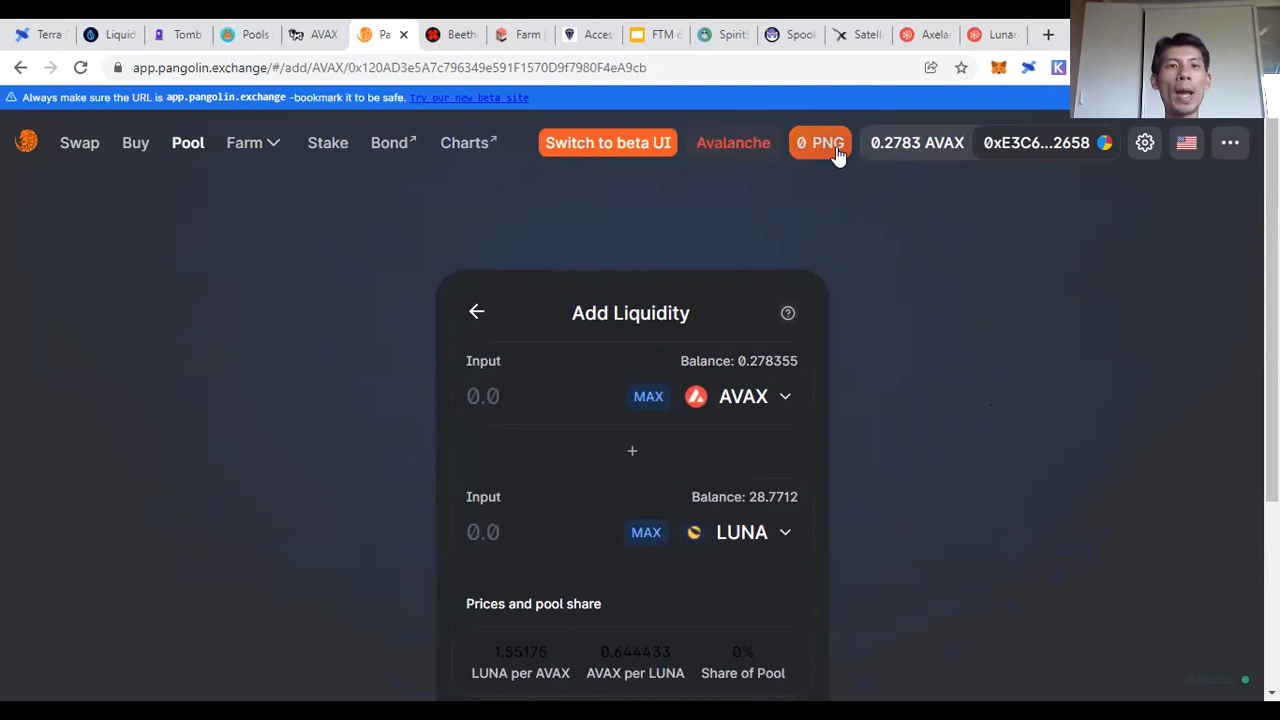 Terra
Liquid
Tomb
Pools
AVAX
Pa
Beeth
Farm
Acces
FTM d
SpiritS
Spook
Satell
Axela
Lunar
app.pangolin.exchange/#/add/AVAX/0x120AD3e5A7c796349e591F1570D9f7980F4eA9cb
Always make sure the URL is app.pangolin.exchange -bookmark it to be safe. Try our new beta site
Swap
Buy
Pool
Farm
Stake
Bond
Charts
Switch to beta UI
Avalanche
0 PNG
0.2783 AVAX
0xE3C6...2658
Add Liquidity
Input
Balance: 0.278355
0.0
MAX
AVAX
+
Input
Balance: 28.7712
0.0
MAX
LUNA
Prices and pool share
1.55175
0.644433
0%
LUNA per AVAX
AVAX per LUNA
Share of Pool